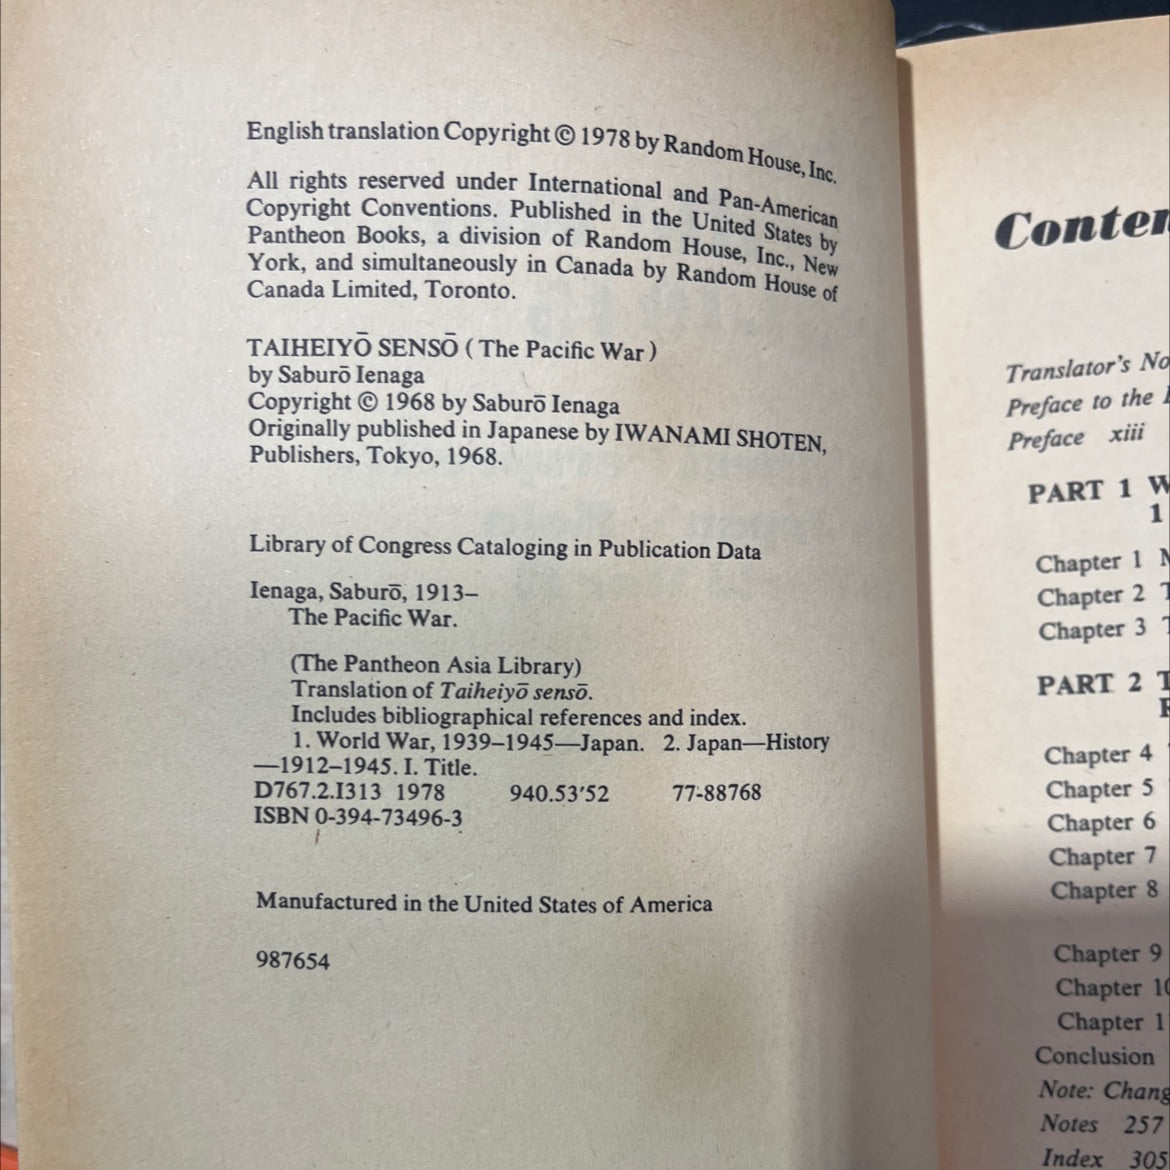 English translation Copyright © 1978 by Random House, Inc.
All rights reserved under International and Pan-American
Copyright Conventions. Published in the United States by
Pantheon Books, a division of Random House, Inc., New
York, and simultaneously in Canada by Random House of
Canada Limited, Toronto.
TAIHEIYŌ SENSŌ ( The Pacific War )
by Saburō Ienaga
Copyright © 1968 by Saburō Ienaga
Originally published in Japanese by IWANAMI SHOTEN,
Publishers, Tokyo, 1968.
Library of Congress Cataloging in Publication Data
Ienaga, Saburō, 1913–
The Pacific War.
(The Pantheon Asia Library)
Translation of Taiheiyō sensō.
Includes bibliographical references and index.
1. World War, 1939–1945—Japan. 2. Japan—History
—1912–1945. I. Title.
D767.2.I313 1978 940.53'52 77-88768
ISBN 0-394-73496-3
Manufactured in the United States of America
987654
Translator's
Preface to the
Preface xiii
PART 1
1
Chapter 1
Chapter 2
Chapter 3
PART 2
Chapter 4
Chapter 5
Chapter 6
Chapter 7
Chapter 8
Chapter 9
Chapter
Chapter
Conclusion
Note:
Notes 257
Index 305